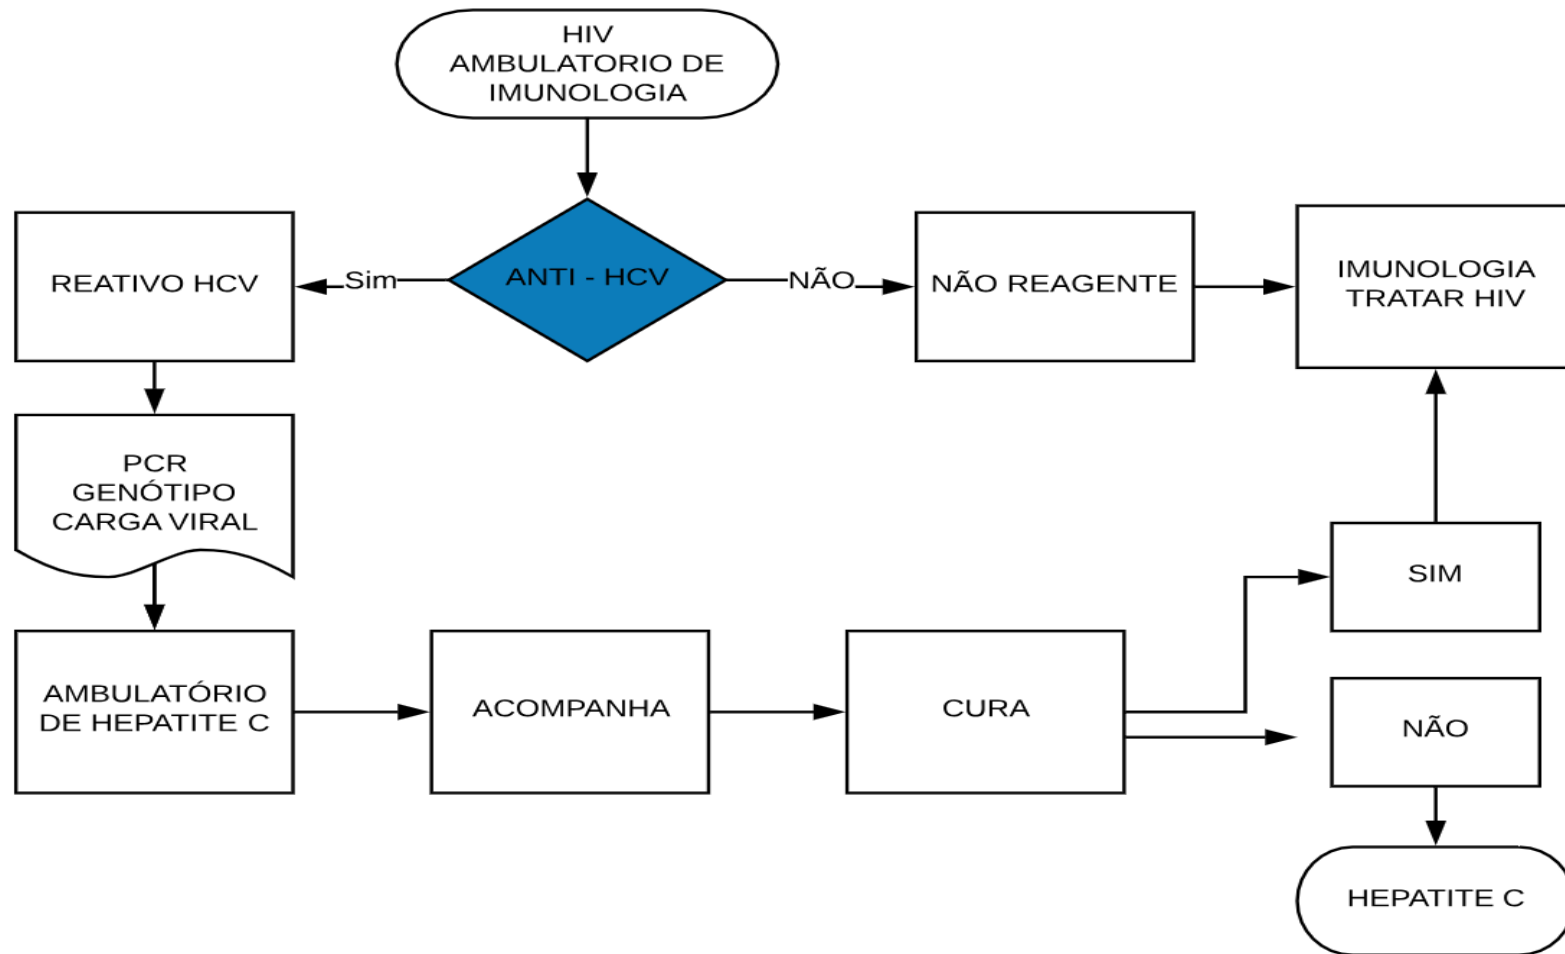 HIV
AMBULATORIO DE
IMUNOLOGIA
REATIVO HCV
Sim
ANTI - HCV
NÃO
NÃO REAGENTE
IMUNOLOGIA
TRATAR HIV
PCR
GENÓTIPO
CARGA VIRAL
SIM
AMBULATÓRIO
DE HEPATITE C
ACOMPANHA
CURA
NÃO
HEPATITE C